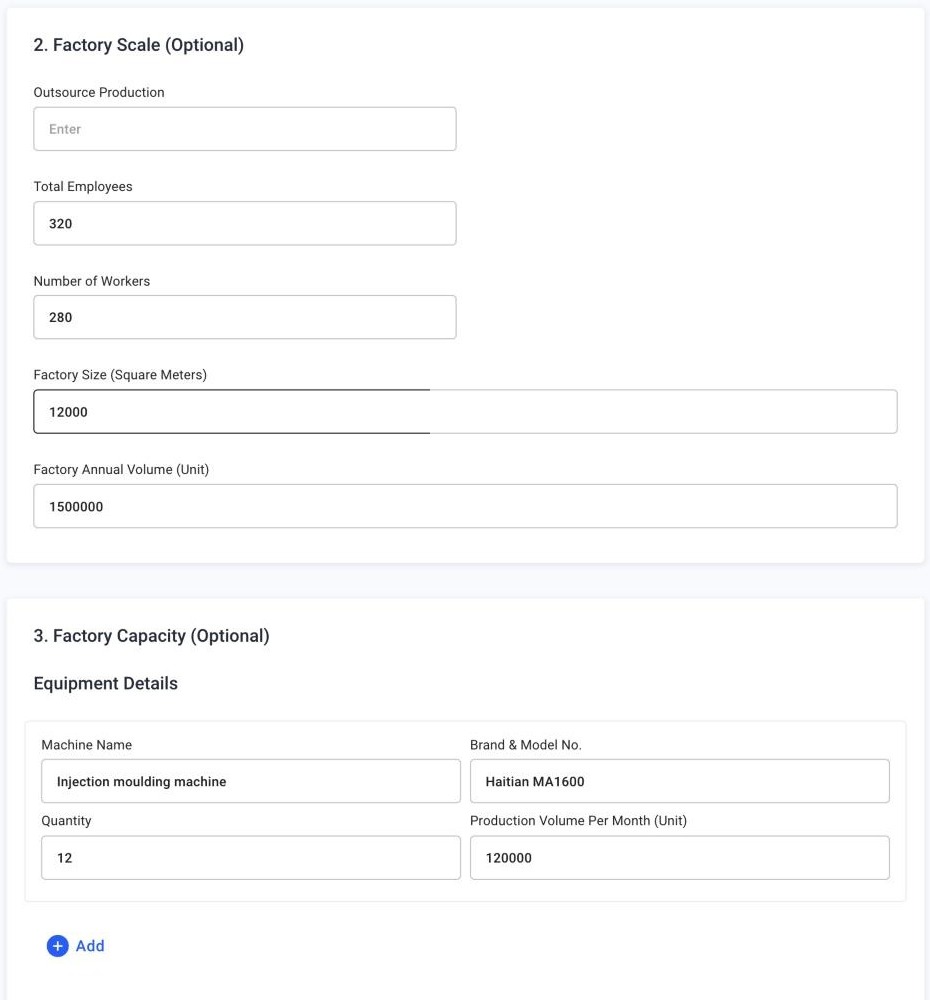 2. Factory Scale (Optional)
Outsource Production
Enter
Total Employees
320
Number of Workers
280
Factory Size (Square Meters)
12000
Factory Annual Volume (Unit)
1500000
3. Factory Capacity (Optional)
Equipment Details
Machine Name
Brand & Model No.
Injection moulding machine
Haitian MA1600
Quantity
Production Volume Per Month (Unit)
12
120000
Add